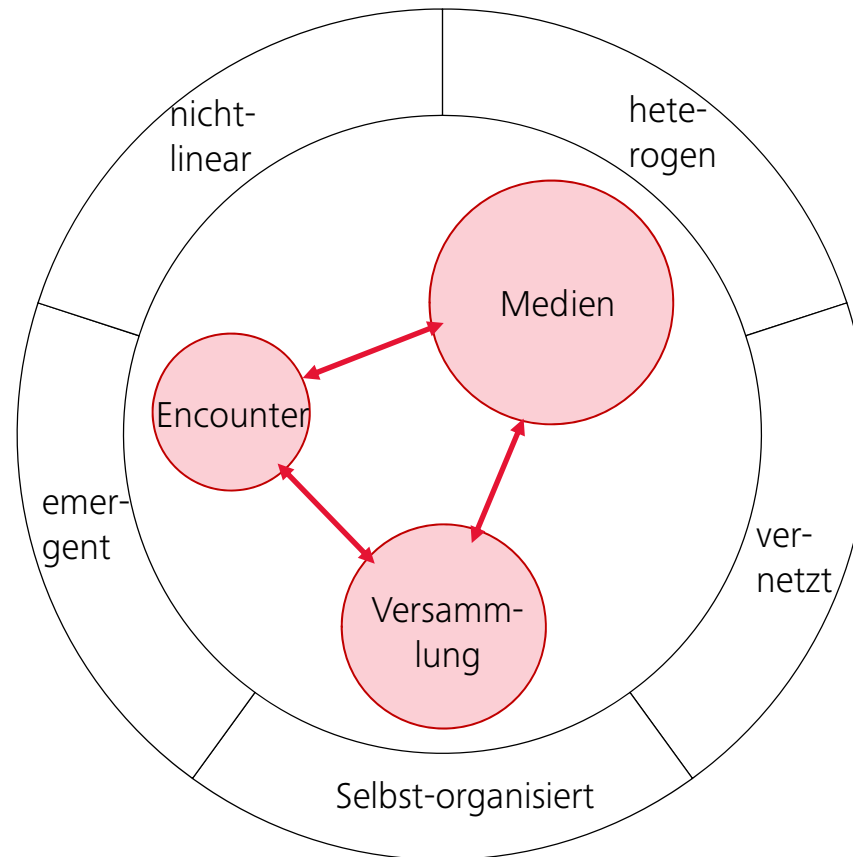 nicht-
linear
hete-
rogen
Medien
Encounter
emer-
gent
ver-
netzt
Versamm-
lung
Selbst-organisiert